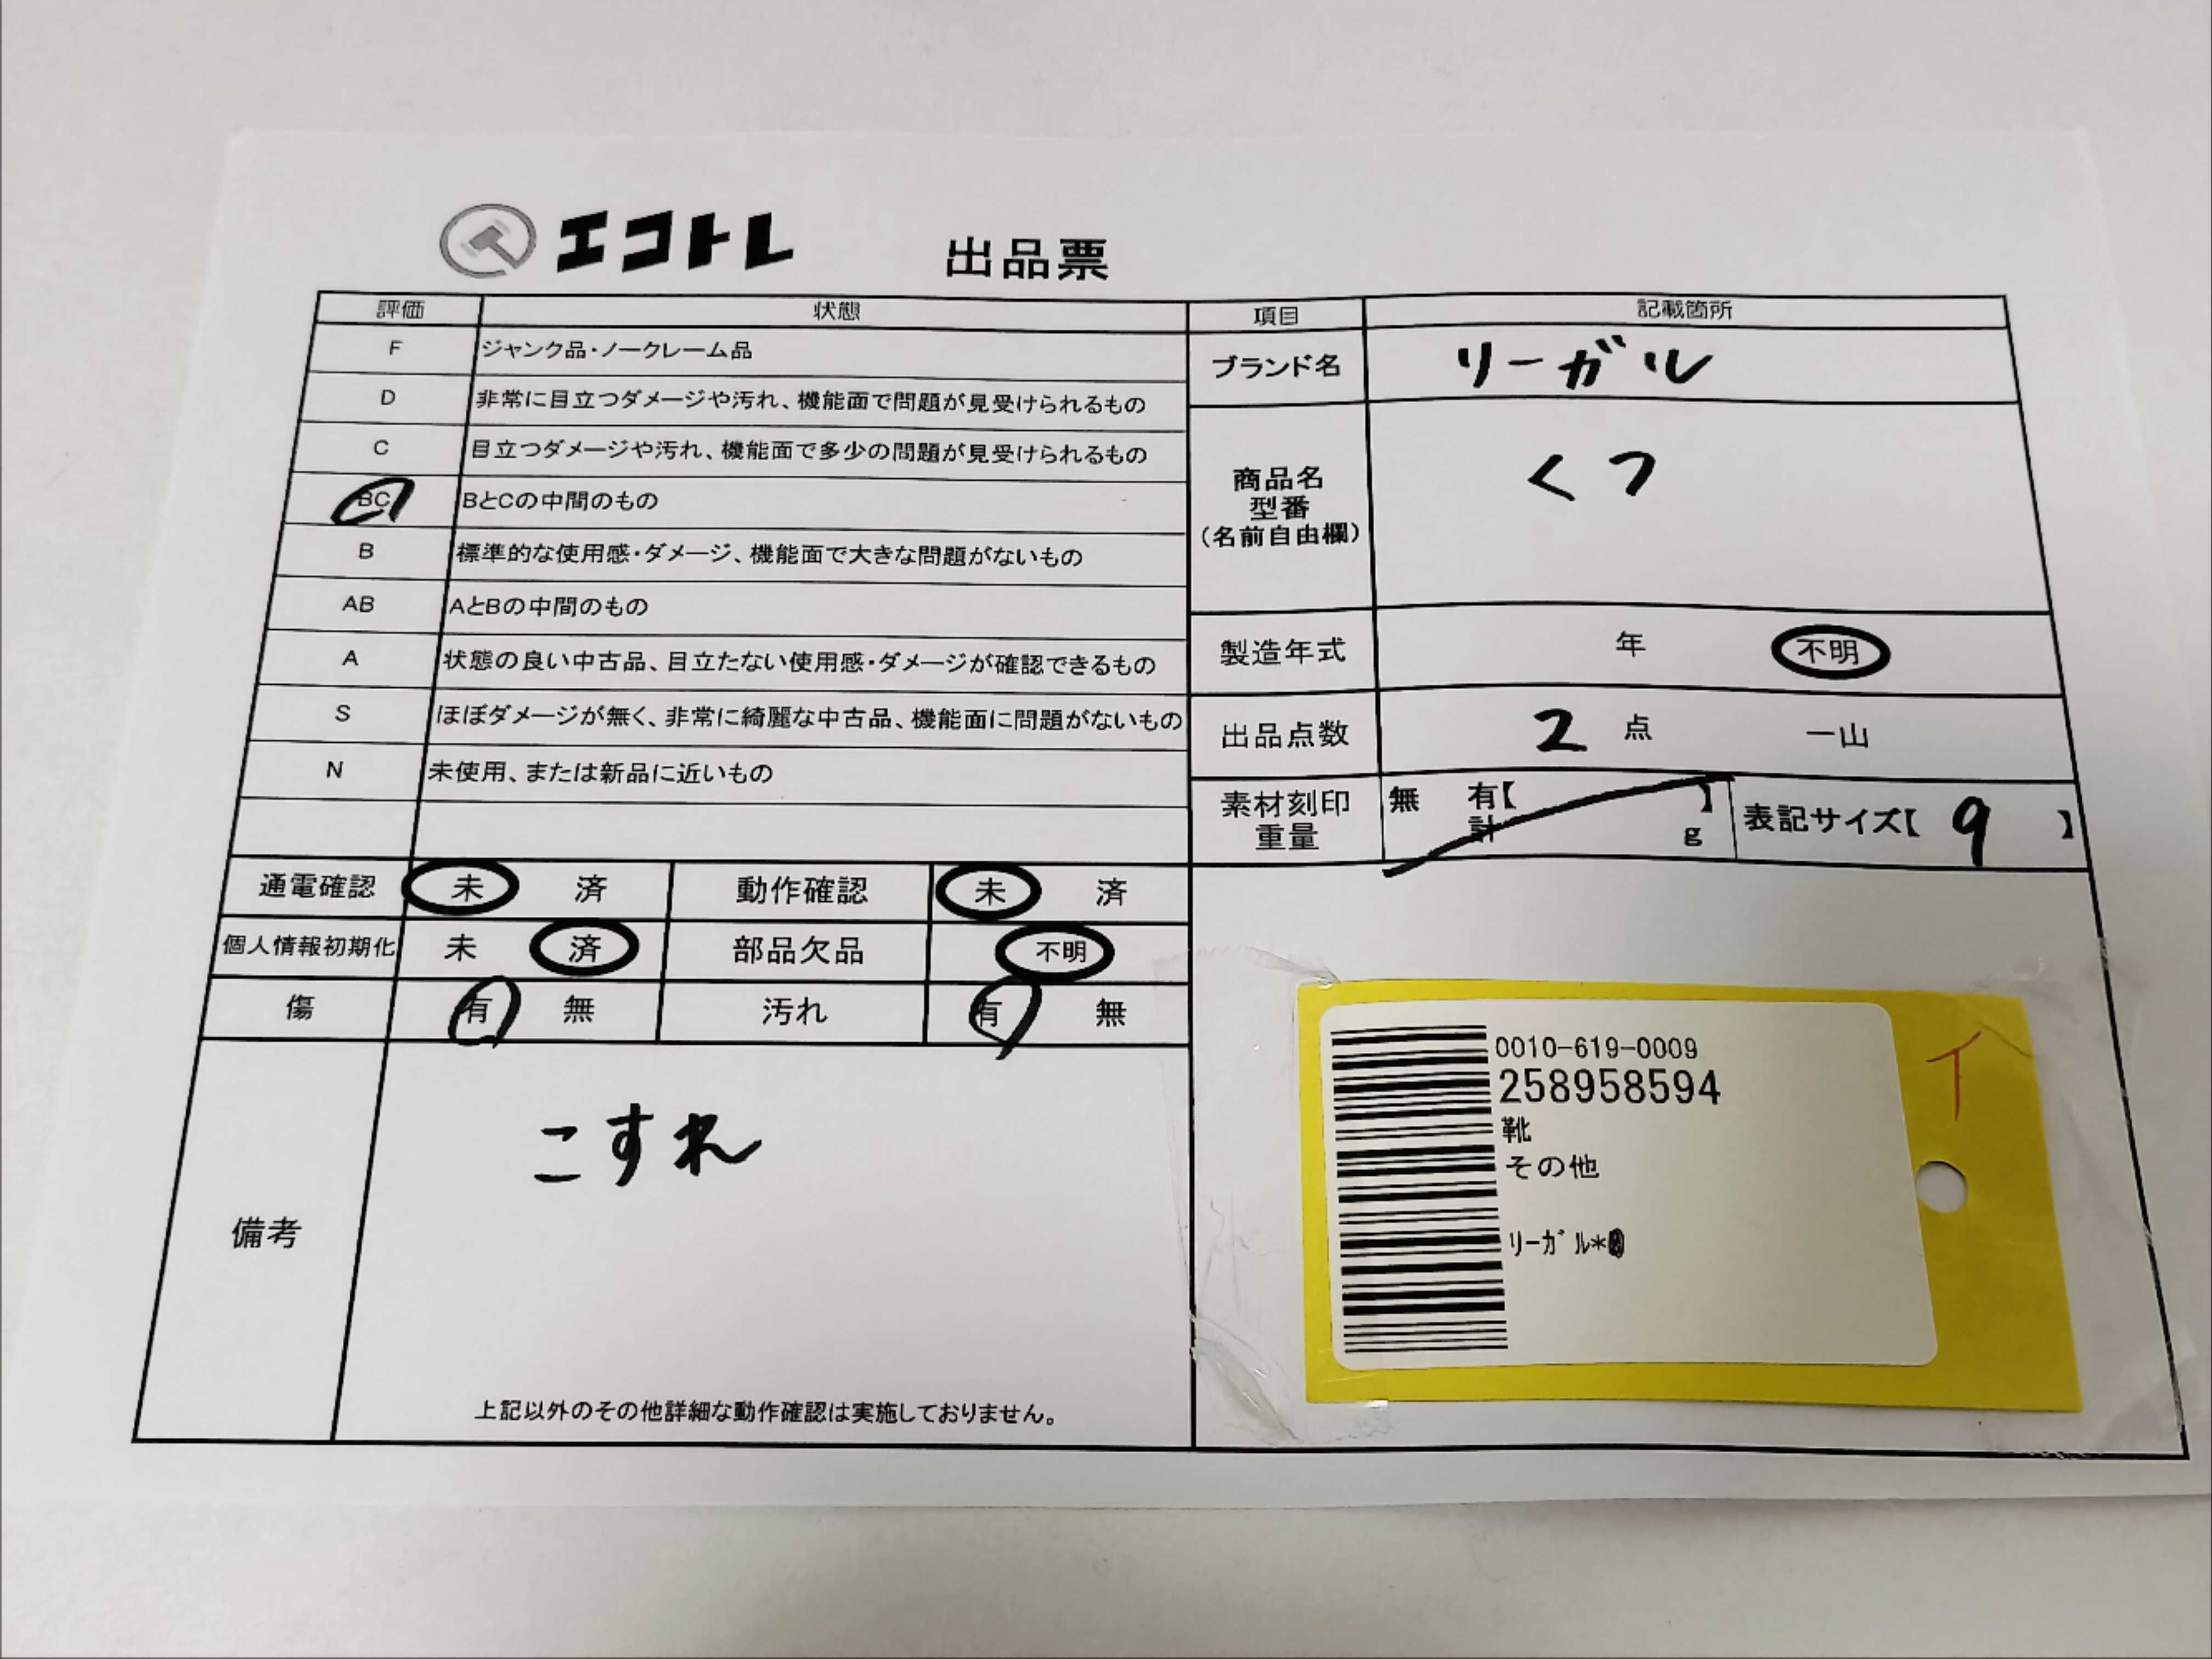 エコトレ 出品票
評価 状態 項目 記載箇所
F ジャンク品・ノークレーム品
ブランド名 リーガル
D 非常に目立つダメージや汚れ、機能面で問題が見受けられるもの
C 目立つダメージや汚れ、機能面で多少の問題が見受けられるもの
商品名
型番
(名前自由欄)
くつ
BC BとCの中間のもの
B 標準的な使用感・ダメージ、機能面で大きな問題がないもの
AB AとBの中間のもの
A 状態の良い中古品、目立たない使用感・ダメージが確認できるもの
製造年式 年 不明
S ほぼダメージが無く、非常に綺麗な中古品、機能面に問題がないもの
出品点数 2 点 一山
N 未使用、または新品に近いもの
素材刻印 無 有【 】
重量 計 g
表記サイズ【 9 】
通電確認 未 済 動作確認 未 済
個人情報初期化 未 済 部品欠品 不明
傷 有 無 汚れ 有 無
備考
こすれ
上記以外のその他詳細な動作確認は実施しておりません。
0010-619-0009
258958594
靴
その他
リーガル*
イ